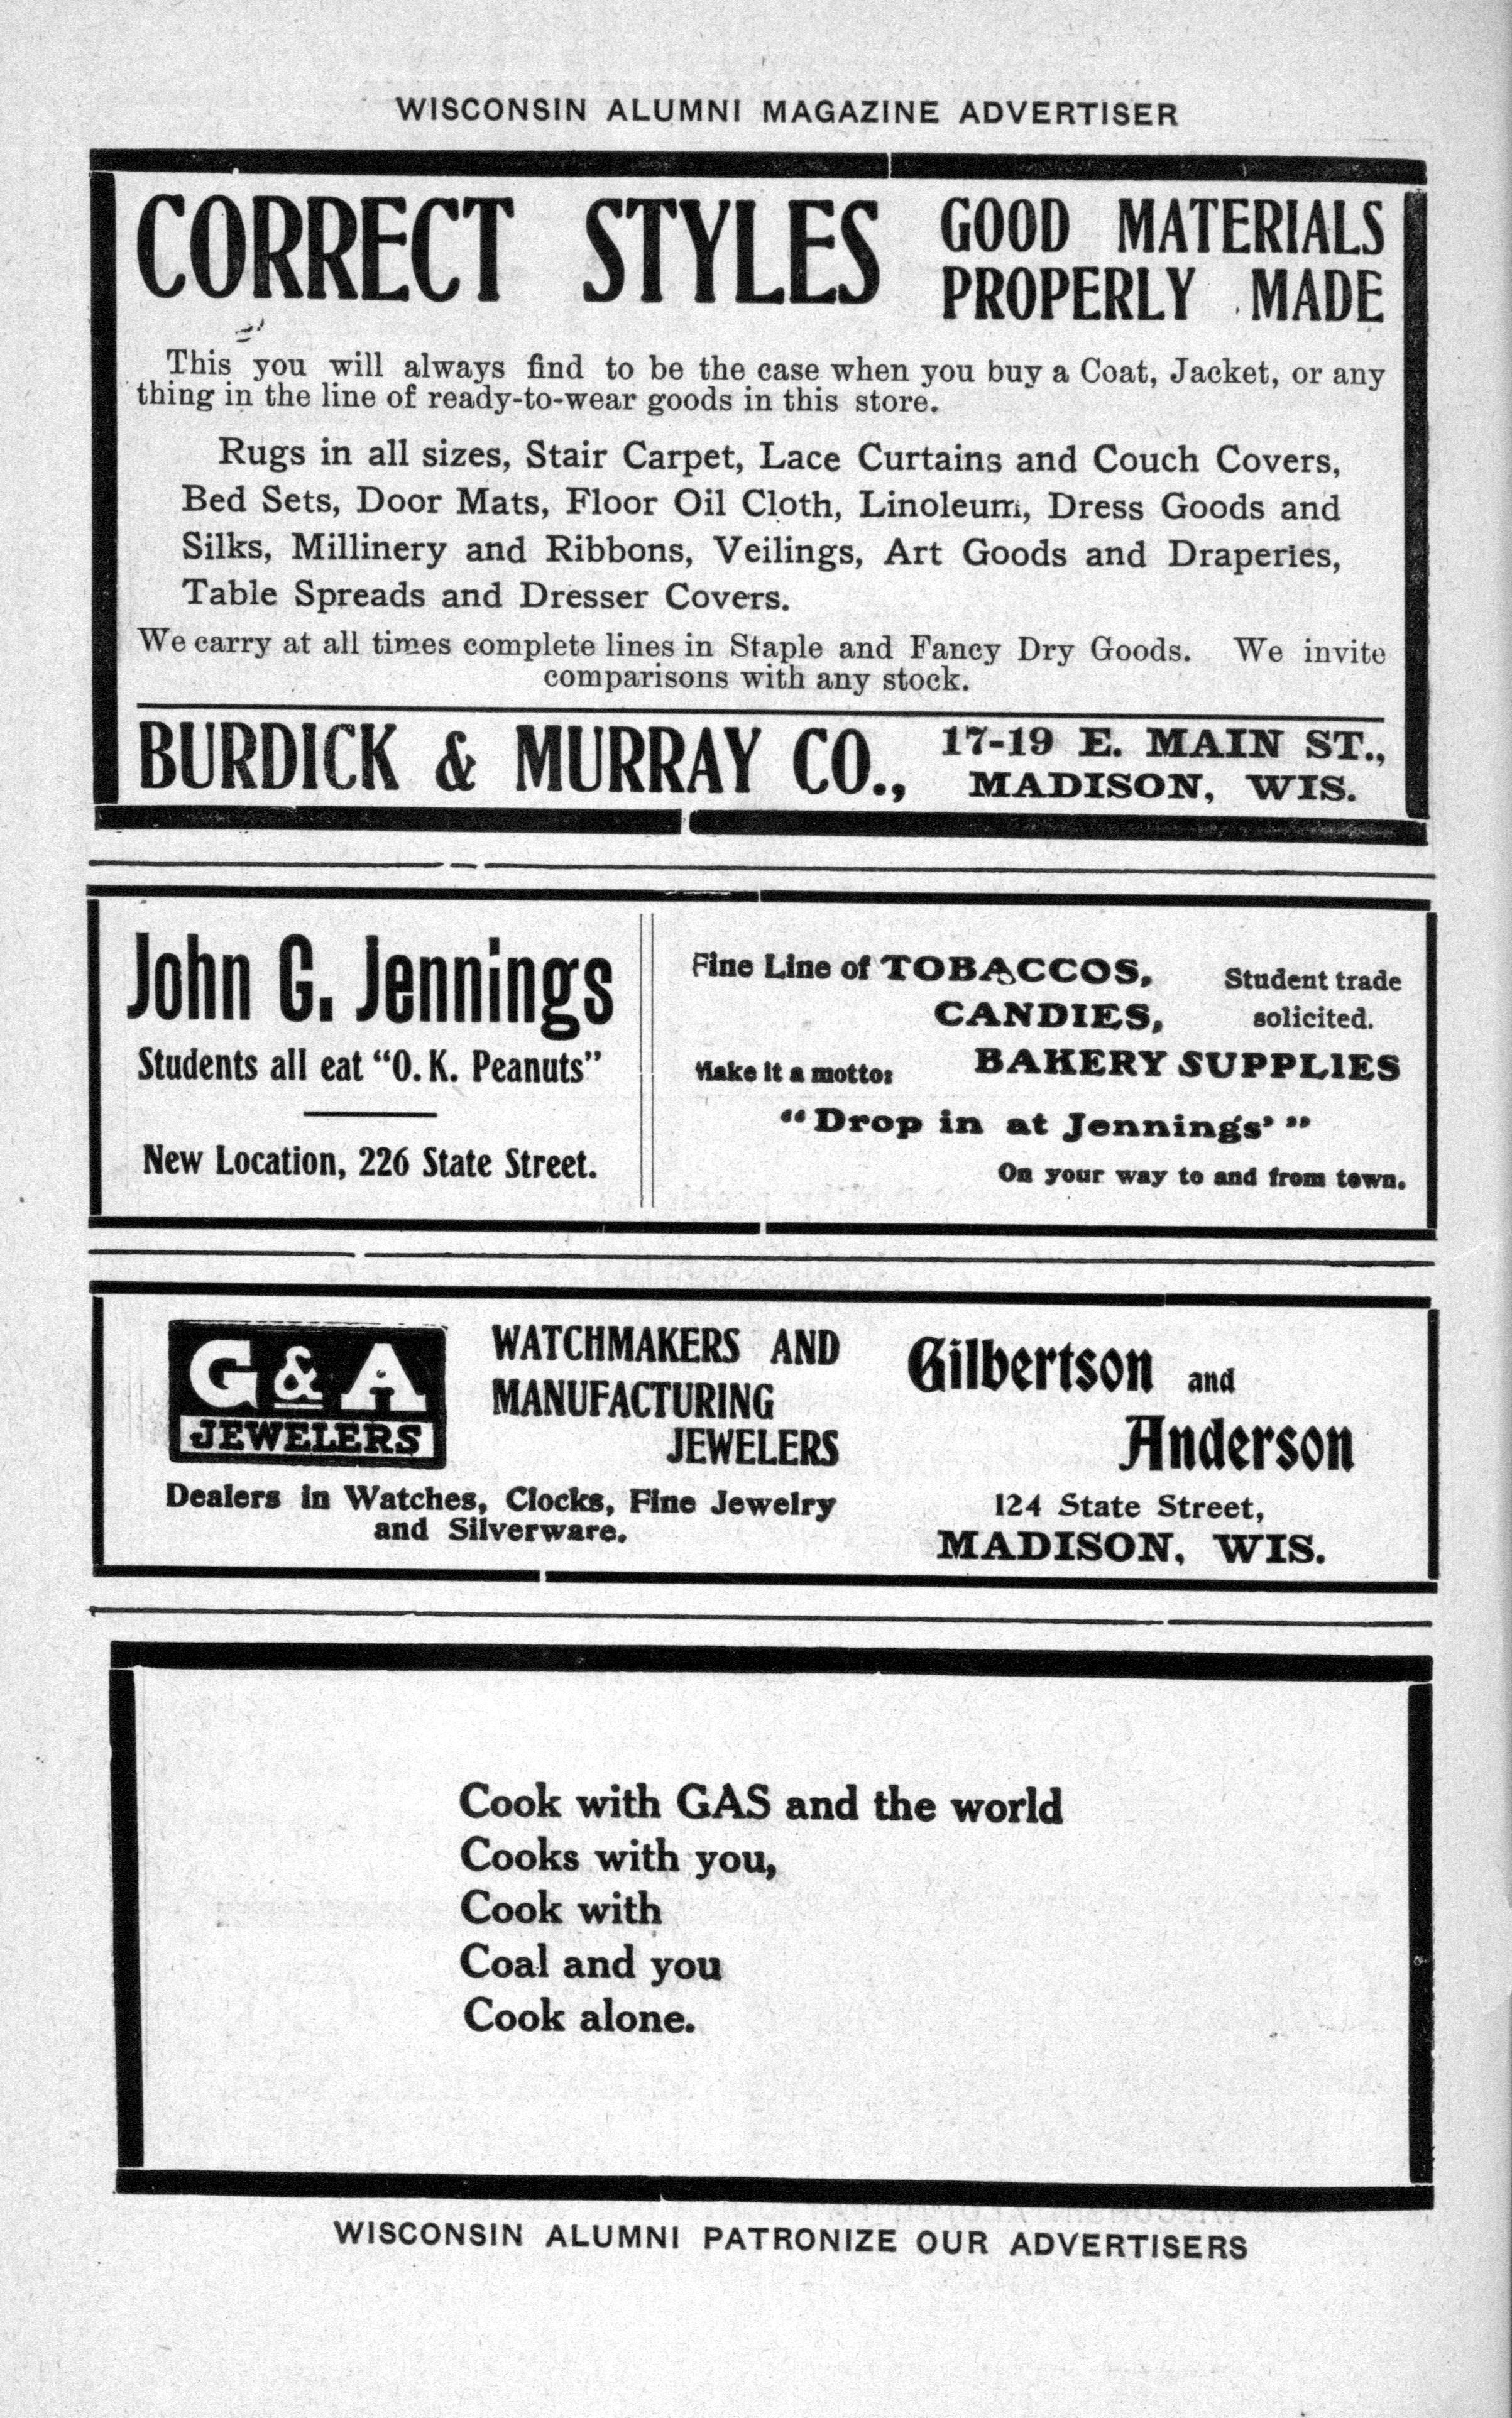 WISCONSIN ALUMNI MAGAZINE ADVERTISER
CORRECT STYLES
GOOD MATERIALS
PROPERLY MADE
This you will always find to be the case when you buy a Coat, Jacket, or any
thing in the line of ready-to-wear goods in this store.
Rugs in all sizes, Stair Carpet, Lace Curtains and Couch Covers,
Bed Sets, Door Mats, Floor Oil Cloth, Linoleum, Dress Goods and
Silks, Millinery and Ribbons, Veilings, Art Goods and Draperies,
Table Spreads and Dresser Covers.
We carry at all times complete lines in Staple and Fancy Dry Goods. We invite
comparisons with any stock.
BURDICK & MURRAY CO.,
17-19 E. MAIN ST.,
MADISON, WIS.
John G. Jennings
Students all eat "O. K. Peanuts"
New Location, 226 State Street.
Fine Line of TOBACCOS,
CANDIES,
Student trade
solicited.
BAKERY SUPPLIES
Make it a motto:
"Drop in at Jennings' "
On your way to and from town.
G & A
JEWELERS
WATCHMAKERS AND
MANUFACTURING
JEWELERS
Dealers in Watches, Clocks, Fine Jewelry
and Silverware.
Gilbertson and
Anderson
124 State Street,
MADISON, WIS.
Cook with GAS and the world
Cooks with you,
Cook with
Coal and you
Cook alone.
WISCONSIN ALUMNI PATRONIZE OUR ADVERTISERS